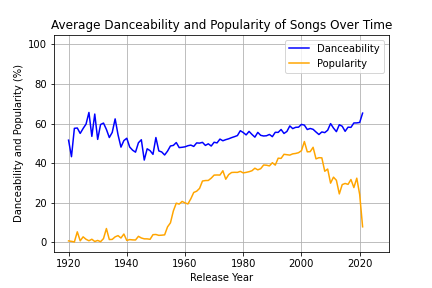 Average Danceability and Popularity of Songs Over Time
Danceability
Popularity
Danceability and Popularity (%)
100
80
60
40
20
0
1920
1940
1960
1980
2000
2020
Release Year